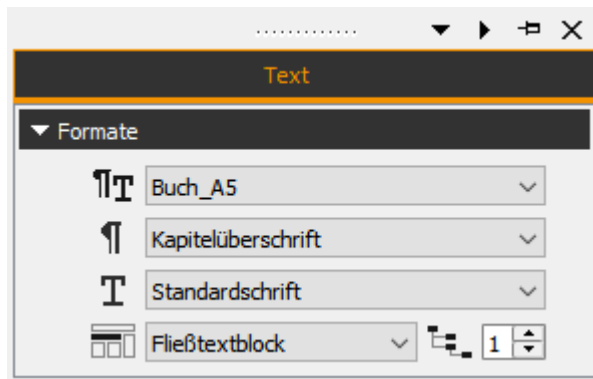 Text
Formate
Buch_A5
Kapitelüberschrift
Standardschrift
Fließtextblock 1